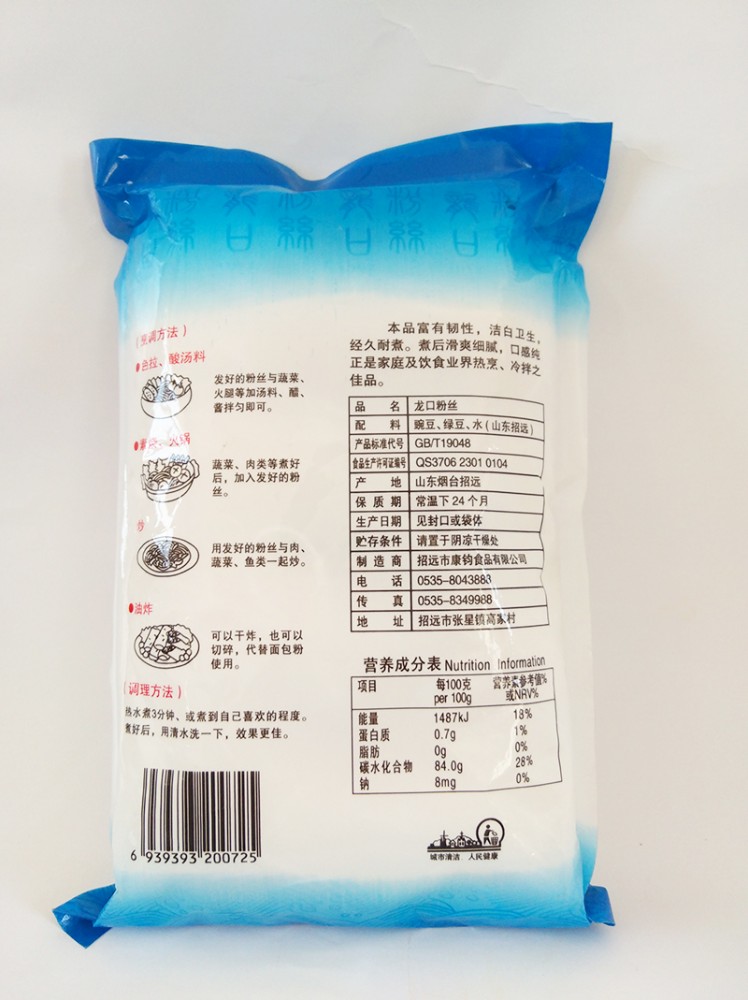 粉丝
絲
（烹调方法）
●色拉、酸汤料
发好的粉丝与蔬菜、
火腿等加汤料、醋、
酱拌匀即可。
火锅
蔬菜、肉类等煮好
后，加入发好的粉
丝。
炒
用发好的粉丝与肉、
蔬菜、鱼类一起炒。
●油炸
可以干炸，也可以
切碎，代替面包粉
使用。
（调理方法）
热水煮3分钟、或煮到自己喜欢的程度。
煮好后，用清水洗一下，效果更佳。
6 939393 200725
本品富有韧性，洁白卫生，
经久耐煮。煮后滑爽细腻，口感纯
正是家庭及饮食业界热烹、冷拌之
佳品。
品 名 龙口粉丝
配 料 豌豆、绿豆、水（山东招远）
产品标准代号 GB/T19048
食品生产许可证编号 QS3706 2301 0104
产 地 山东烟台招远
保 质 期 常温下 24 个月
生产日期 见封口或袋体
贮存条件 请置于阴凉干燥处
制 造 商 招远市康钧食品有限公司
电 话 0535-8043883
传 真 0535-8349988
地 址 招远市张星镇高家村
营养成分表 Nutrition Information
项目 每100克 per 100g 营养素参考值% 或NRV%
能量 1487kJ 18%
蛋白质 0.7g 1%
脂肪 0g 0%
碳水化合物 84.0g 28%
钠 8mg 0%
城市清洁 人民健康